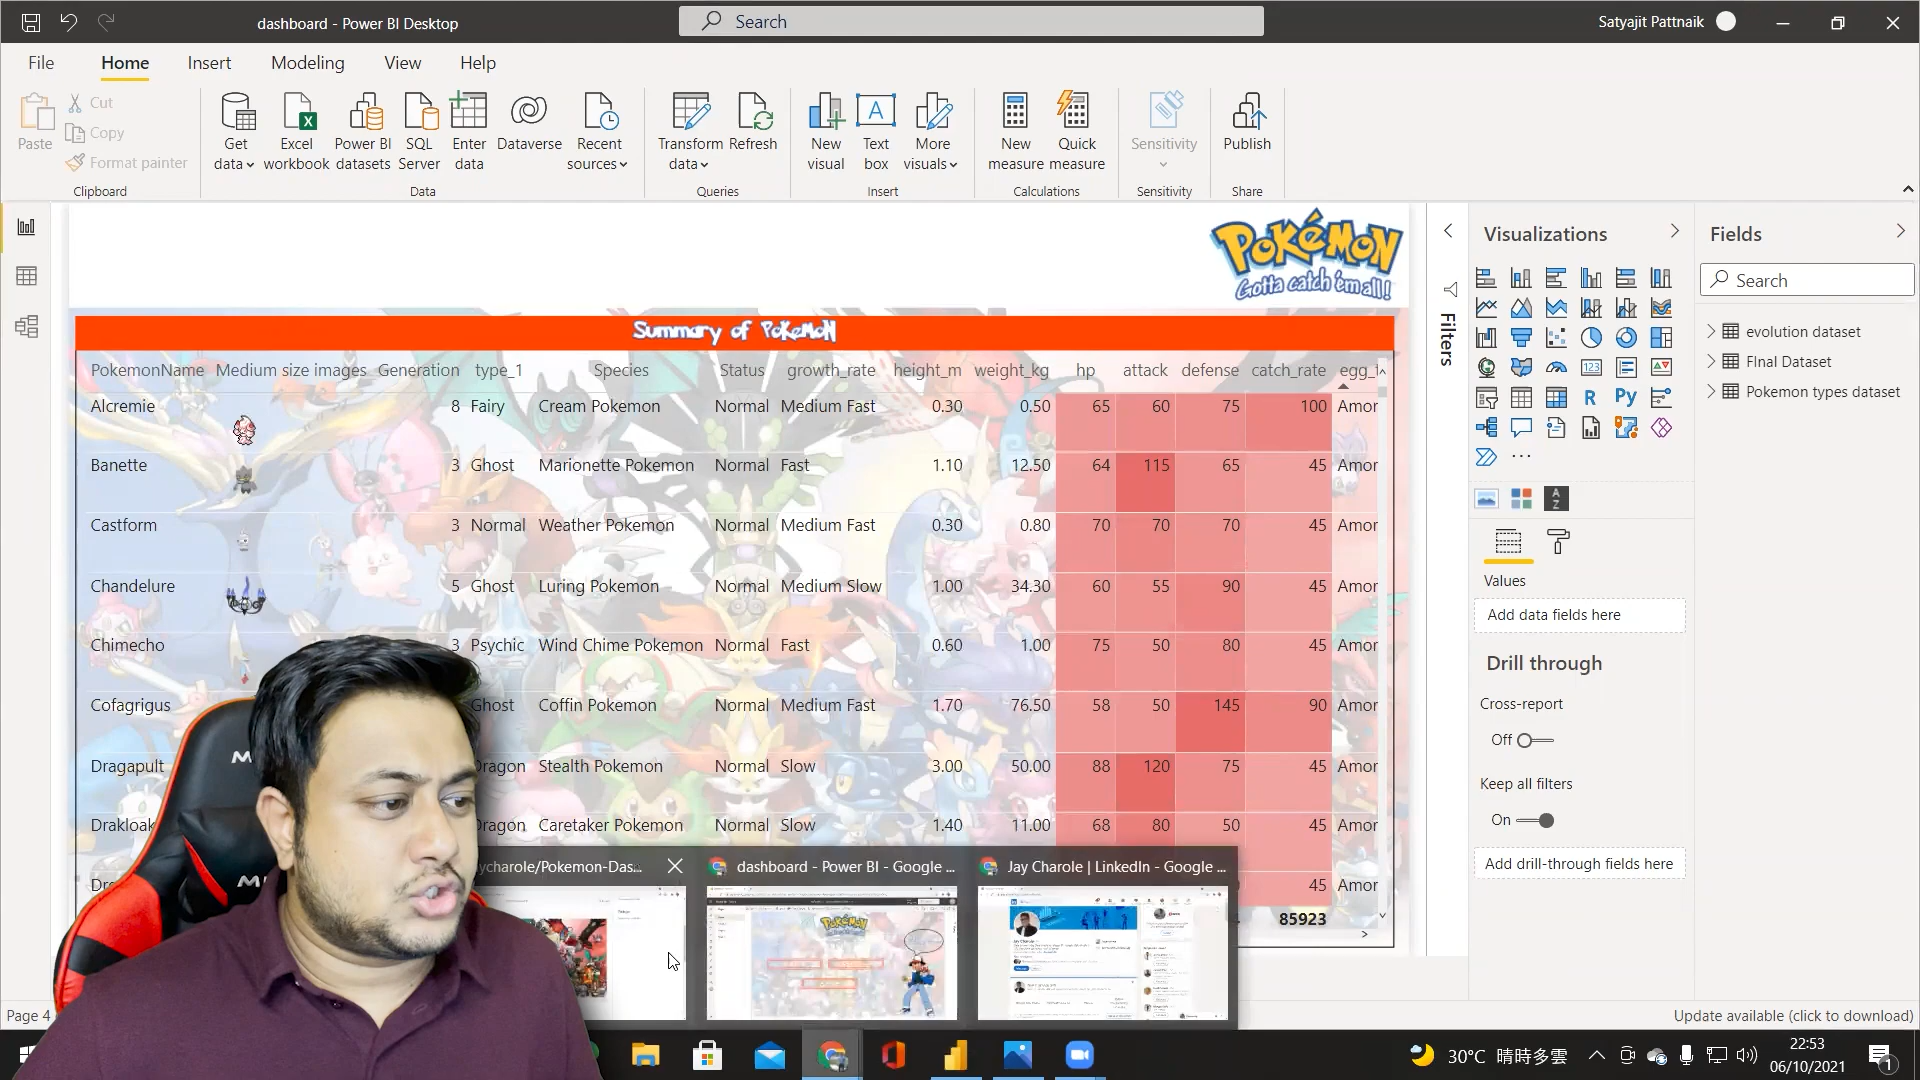 dashboard - Power BI Desktop
Search
Satyajit Pattnaik
File Home Insert Modeling View Help
Paste
Cut
Copy
Format painter
Clipboard
Get data
Excel workbook
Power BI datasets
SQL Server
Enter data
Dataverse
Recent sources
Data
Transform data
Refresh
Queries
New visual
Text box
More visuals
Insert
New measure
Quick measure
Calculations
Sensitivity
Sensitivity
Publish
Share
POKéMON
Gotta catch 'em all!
Summary of PoKeMoN
PokemonName Medium size images Generation type_1 Species Status growth_rate height_m weight_kg hp attack defense catch_rate
Alcremie 8 Fairy Cream Pokemon Normal Medium Fast 0.30 0.50 65 60 75 100 Amor
Banette 3 Ghost Marionette Pokemon Normal Fast 1.10 12.50 64 115 65 45 Amor
Castform 3 Normal Weather Pokemon Normal Medium Fast 0.30 0.80 70 70 70 45 Amor
Chandelure 5 Ghost Luring Pokemon Normal Medium Slow 1.00 34.30 60 55 90 45 Amor
Chimecho 3 Psychic Wind Chime Pokemon Normal Fast 0.60 1.00 75 50 80 45 Amor
Cofagrigus Ghost Coffin Pokemon Normal Medium Fast 1.70 76.50 58 50 145 90 Amor
Dragapult Dragon Stealth Pokemon Normal Slow 3.00 50.00 88 120 75 45 Amor
Drakloak Dragon Caretaker Pokemon Normal Slow 1.40 11.00 68 80 50 45 Amor
45 Amor
85923
ycharole/Pokemon-Das...
dashboard - Power BI - Google ...
Jay Charole | LinkedIn - Google ...
Filters
Visualizations
R
Py
123
Values
Add data fields here
Drill through
Cross-report
Off
Keep all filters
On
Add drill-through fields here
Fields
Search
evolution dataset
FInal Dataset
Pokemon types dataset
Page 4
Update available (click to download)
30°C 晴時多雲
22:53
06/10/2021
1